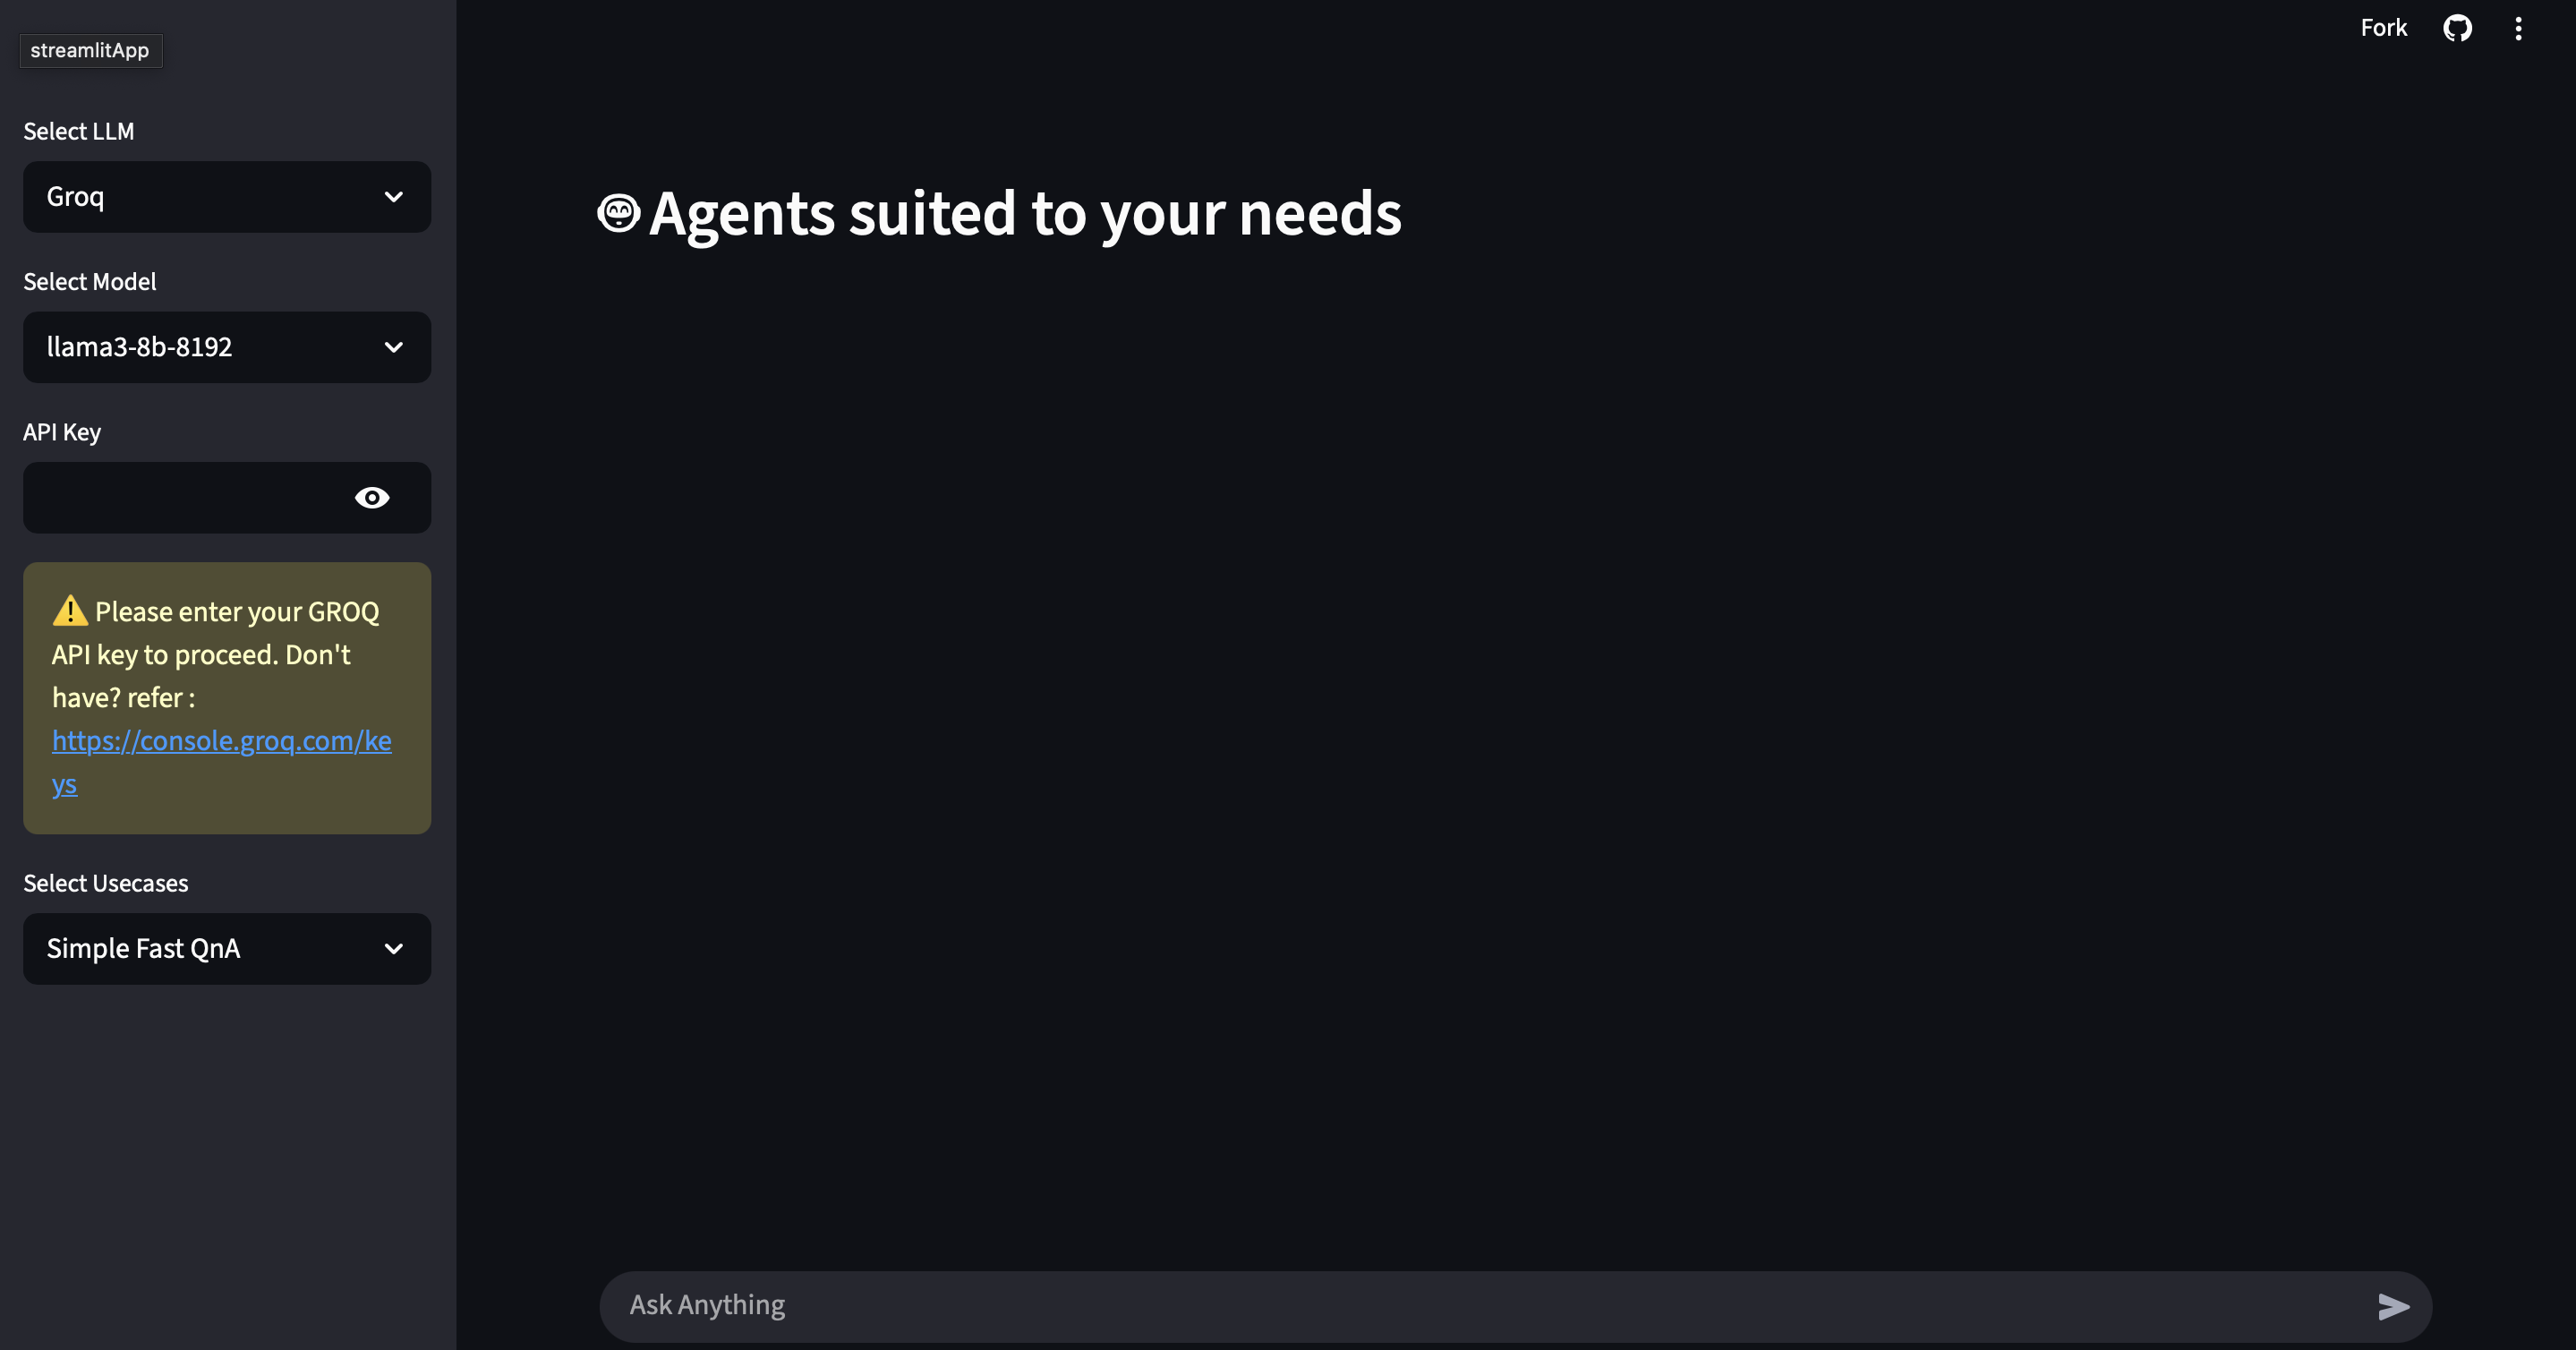 streamlitApp
Select LLM
Groq
Select Model
llama3-8b-8192
API Key
⚠️ Please enter your GROQ
API key to proceed. Don't
have? refer :
https://console.groq.com/ke
ys
Select Usecases
Simple Fast QnA
Fork
Agents suited to your needs
Ask Anything